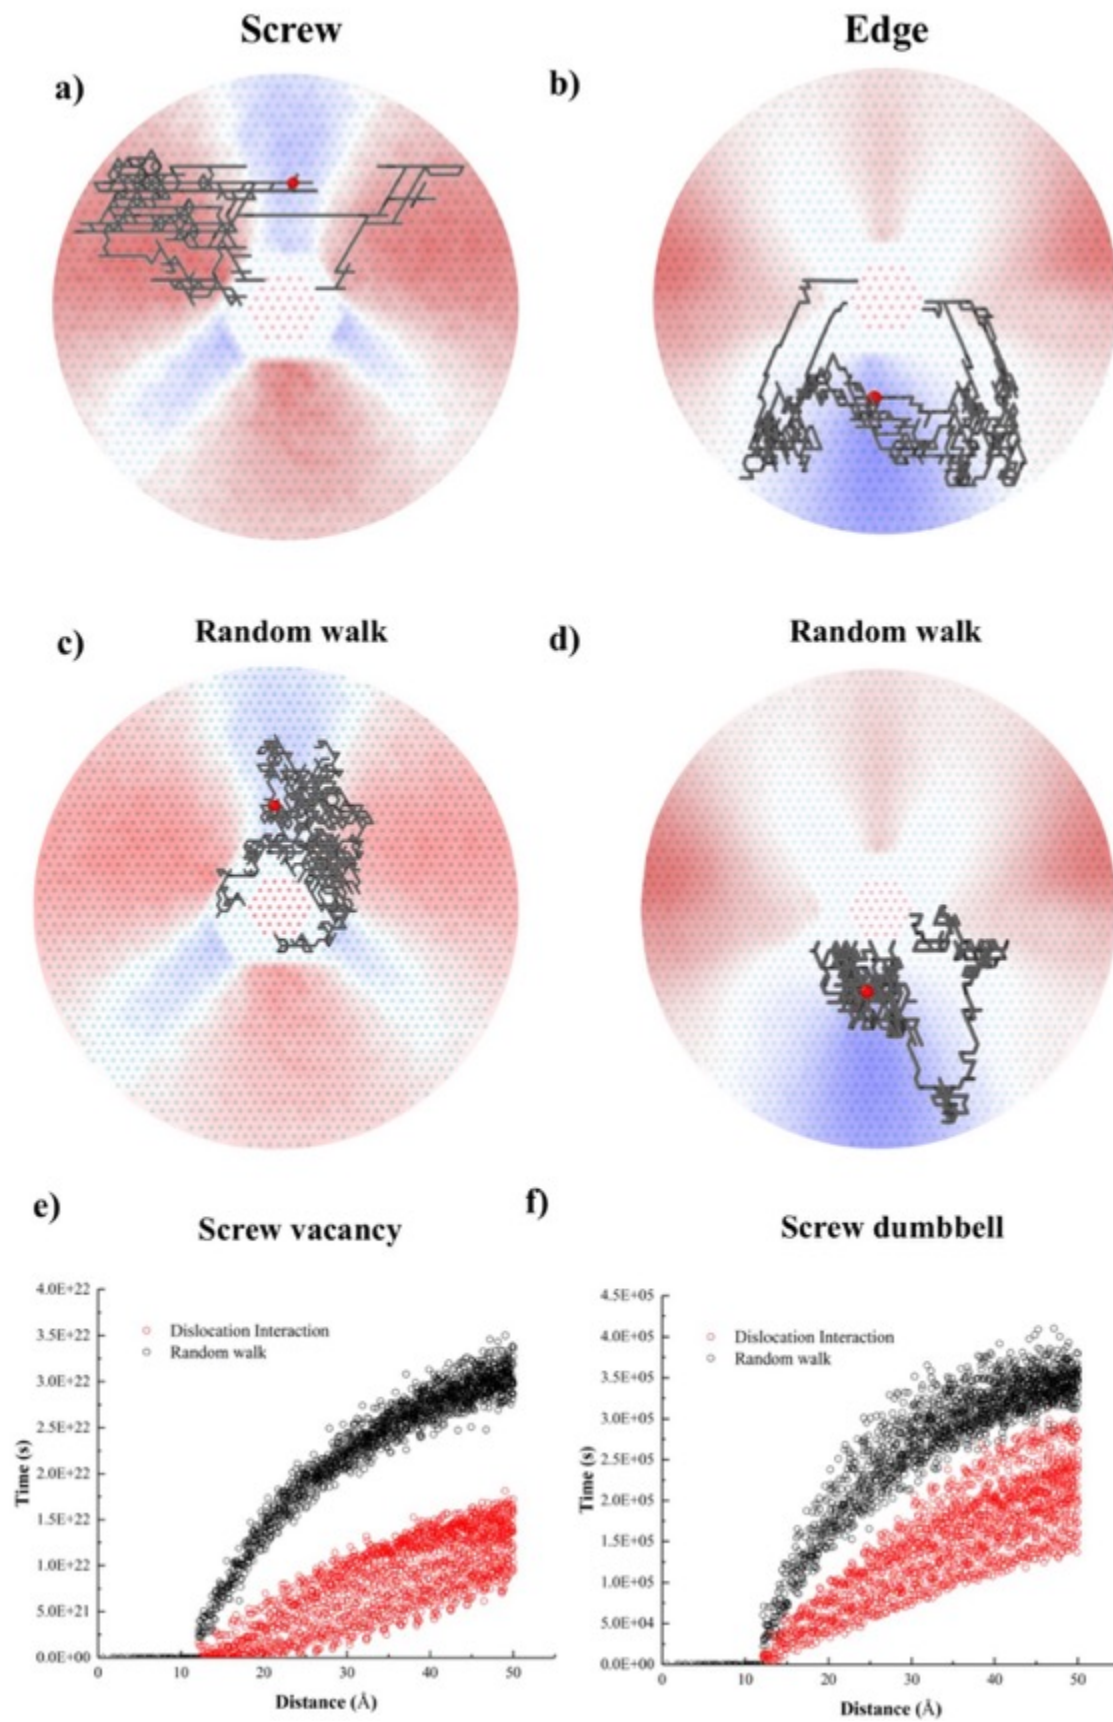 Screw
Edge
a)
b)
c)
Random walk
d)
Random walk
e)
Screw vacancy
f)
Screw dumbbell
4.0E+22
3.5E+22
3.0E+22
2.5E+22
2.0E+22
1.5E+22
1.0E+22
5.0E+21
0.0E+00
Time (s)
Dislocation Interaction
Random walk
0 10 20 30 40 50
Distance (Å)
4.5E+05
4.0E+05
3.5E+05
3.0E+05
2.5E+05
2.0E+05
1.5E+05
1.0E+05
5.0E+04
0.0E+00
Time (s)
Dislocation Interaction
Random walk
0 10 20 30 40 50
Distance (Å)